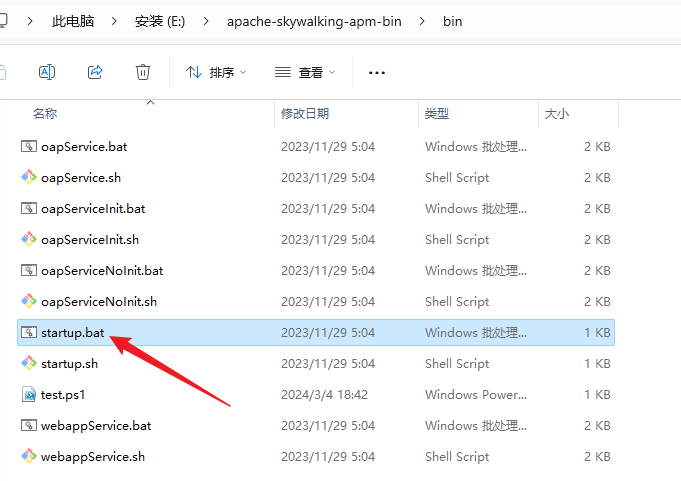 此电脑 > 安装 (E:) > apache-skywalking-apm-bin > bin
排序 查看
名称 修改日期 类型 大小
oapService.bat 2023/11/29 5:04 Windows 批处理... 2 KB
oapService.sh 2023/11/29 5:04 Shell Script 2 KB
oapServiceInit.bat 2023/11/29 5:04 Windows 批处理... 2 KB
oapServiceInit.sh 2023/11/29 5:04 Shell Script 2 KB
oapServiceNoInit.bat 2023/11/29 5:04 Windows 批处理... 2 KB
oapServiceNoInit.sh 2023/11/29 5:04 Shell Script 2 KB
startup.bat 2023/11/29 5:04 Windows 批处理... 1 KB
startup.sh 2023/11/29 5:04 Shell Script 1 KB
test.ps1 2024/3/4 18:42 Windows Power... 1 KB
webappService.bat 2023/11/29 5:04 Windows 批处理... 2 KB
webappService.sh 2023/11/29 5:04 Shell Script 2 KB